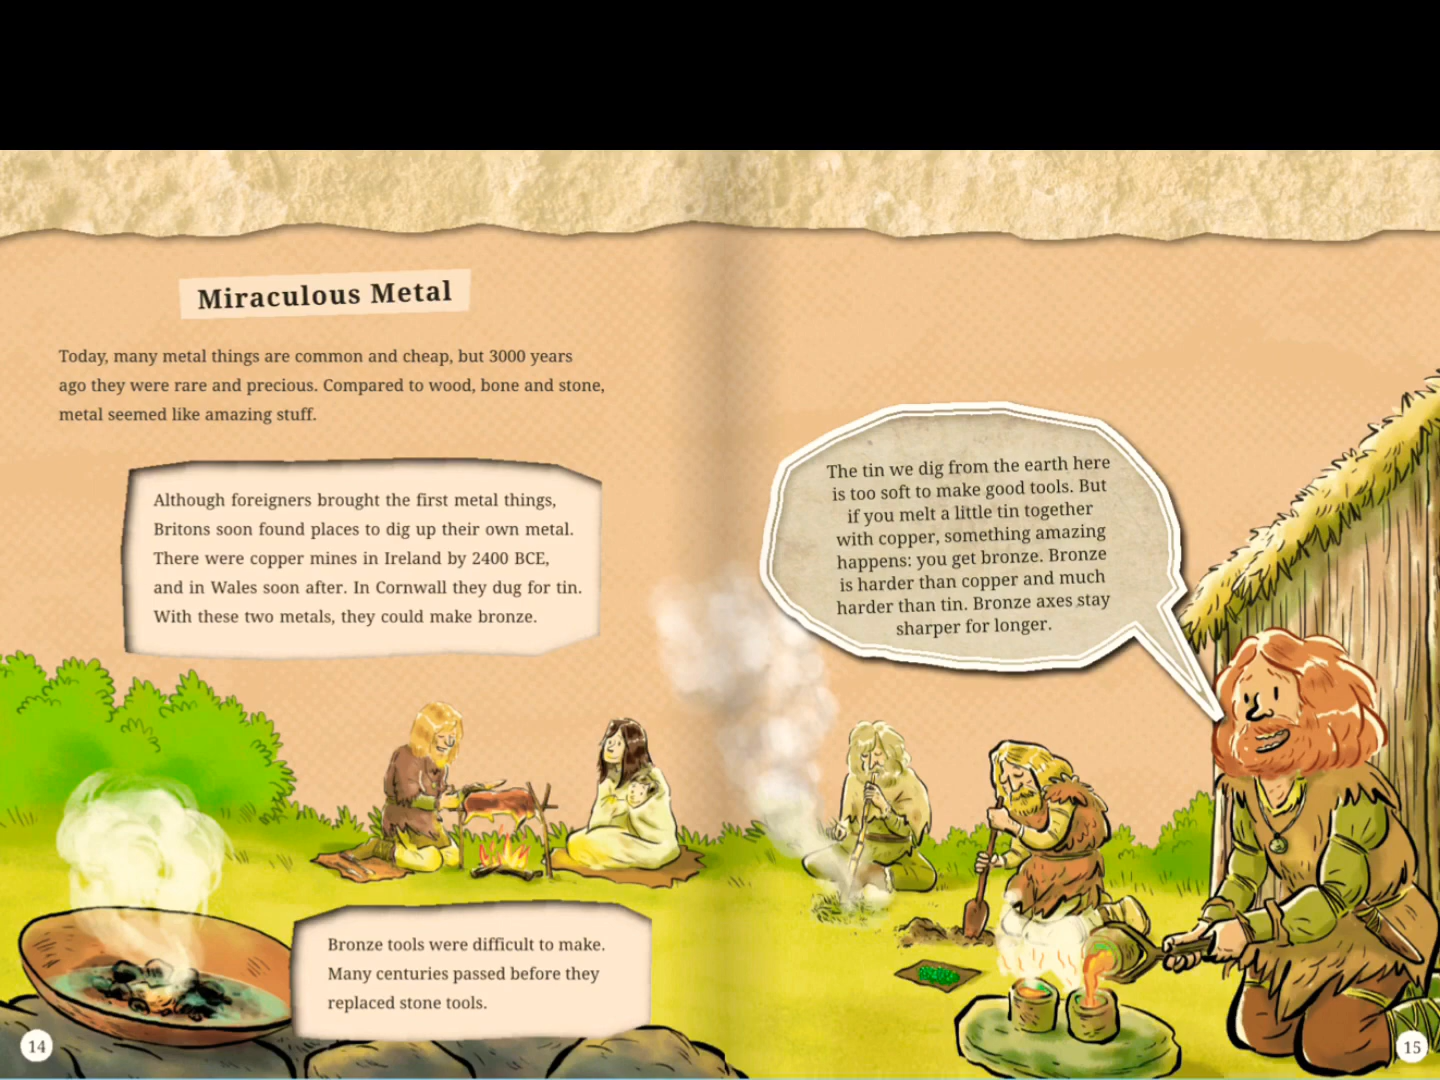 Miraculous Metal
Today, many metal things are common and cheap, but 3000 years
ago they were rare and precious. Compared to wood, bone and stone,
metal seemed like amazing stuff.
Although foreigners brought the first metal things,
Britons soon found places to dig up their own metal.
There were copper mines in Ireland by 2400 BCE,
and in Wales soon after. In Cornwall they dug for tin.
With these two metals, they could make bronze.
Bronze tools were difficult to make.
Many centuries passed before they
replaced stone tools.
14
The tin we dig from the earth here
is too soft to make good tools. But
if you melt a little tin together
with copper, something amazing
happens: you get bronze. Bronze
is harder than copper and much
harder than tin. Bronze axes stay
sharper for longer.
15